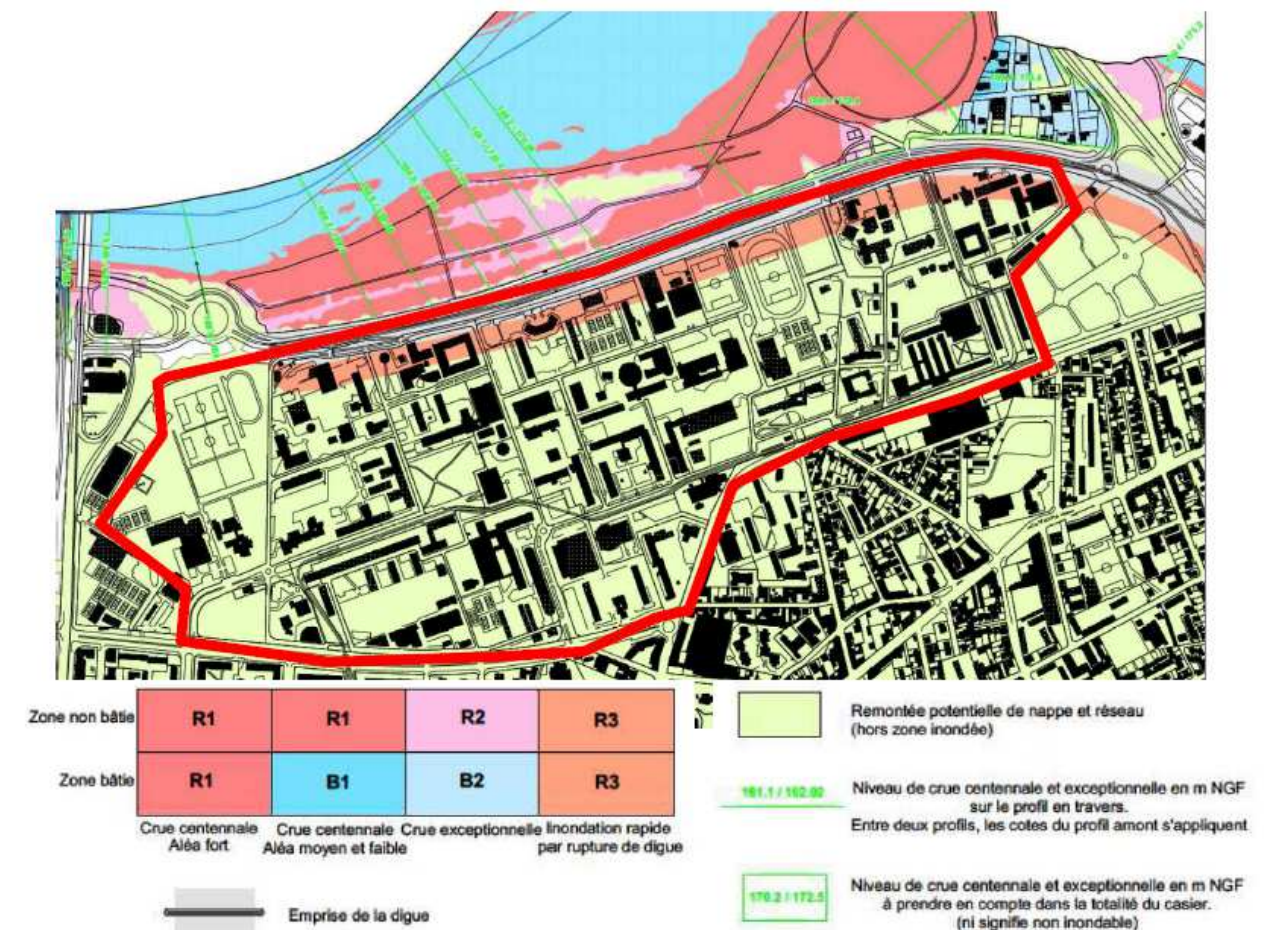 Zone non bâtie R1 R1 R2 R3
Zone bâtie R1 B1 B2 R3
Crue centennale Aléa fort
Crue centennale Aléa moyen et faible
Crue exceptionnelle
Inondation rapide par rupture de digue
Emprise de la digue
Remontée potentielle de nappe et réseau
(hors zone inondée)
Niveau de crue centennale et exceptionnelle en m NGF
sur le profil en travers.
Entre deux profils, les cotes du profil amont s'appliquent
170.2 / 172.5
Niveau de crue centennale et exceptionnelle en m NGF
à prendre en compte dans la totalité du casier.
(ni signifie non inondable)